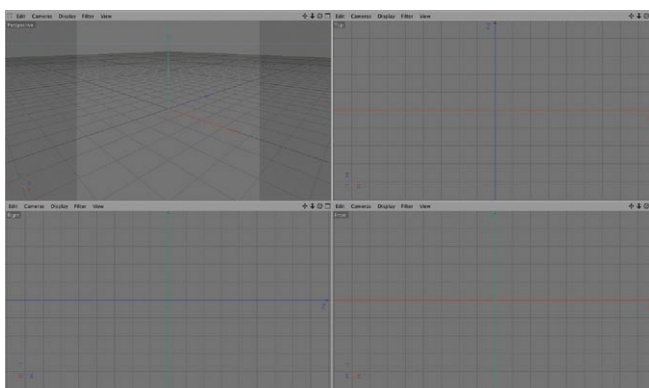 Edit Cameras Display Filter View
Perspective
Edit Cameras Display Filter View
Top
Z
Edit Cameras Display Filter View
Right
Edit Cameras Display Filter View
Front